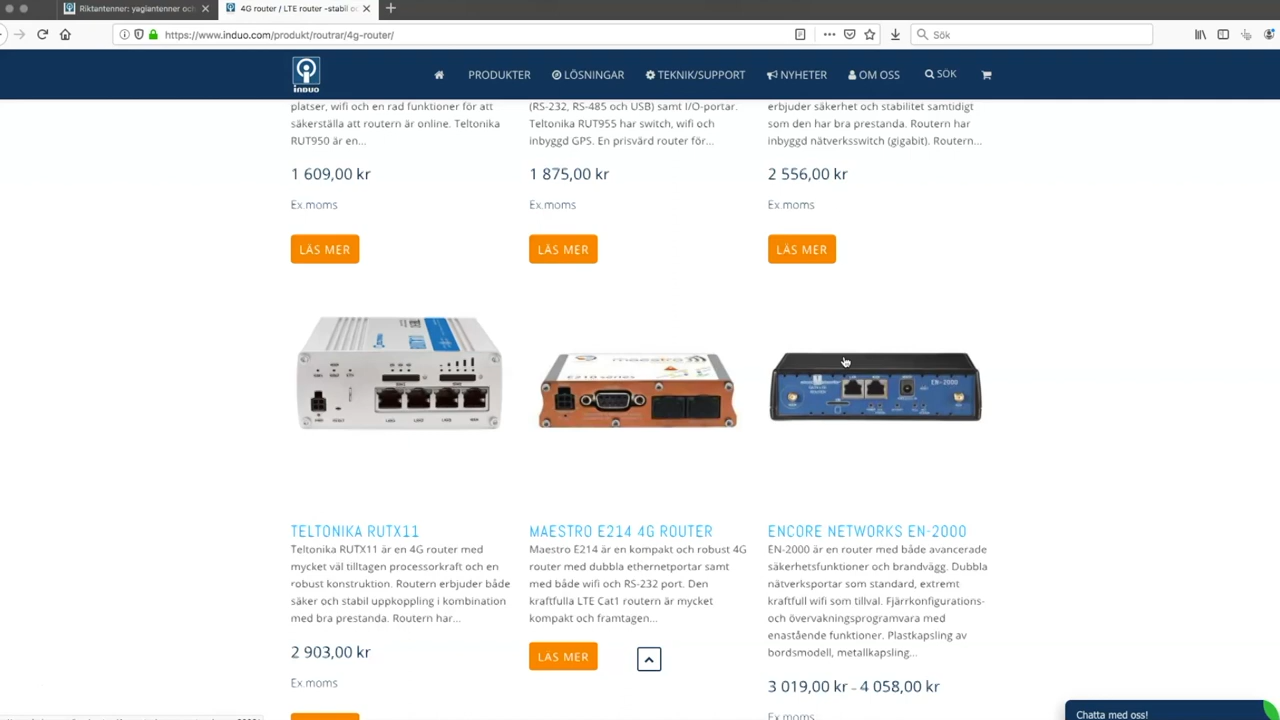 Riktantenner: yagiantenner och
4G router / LTE router -stabil oc
https://www.induo.com/produkt/routrar/4g-router/
Sök
INDUO
PRODUKTER
LÖSNINGAR
TEKNIK/SUPPORT
NYHETER
OM OSS
SÖK
platser, wifi och en rad funktioner för att
säkerställa att routern är online. Teltonika
RUT950 är en...
1 609,00 kr
Ex.moms
LÄS MER
(RS-232, RS-485 och USB) samt I/O-portar.
Teltonika RUT955 har switch, wifi och
inbyggd GPS. En prisvärd router för...
1 875,00 kr
Ex.moms
LÄS MER
erbjuder säkerhet och stabilitet samtidigt
som den har bra prestanda. Routern har
inbyggd nätverksswitch (gigabit). Routern...
2 556,00 kr
Ex.moms
LÄS MER
maestro
E210 series
EN-2000
TELTONIKA RUTX11
Teltonika RUTX11 är en 4G router med
mycket väl tilltagen processorkraft och en
robust konstruktion. Routern erbjuder både
säker och stabil uppkoppling i kombination
med bra prestanda. Routern har...
2 903,00 kr
Ex.moms
MAESTRO E214 4G ROUTER
Maestro E214 är en kompakt och robust 4G
router med dubbla ethernetportar samt
med både wifi och RS-232 port. Den
kraftfulla LTE Cat1 routern är mycket
kompakt och framtagen...
LÄS MER
ENCORE NETWORKS EN-2000
EN-2000 är en router med både avancerade
säkerhetsfunktioner och brandvägg. Dubbla
nätverksportar som standard, extremt
kraftfull wifi som tillval. Fjärrkonfigurations-
och övervakningsprogramvara med
enastående funktioner. Plastkapsling av
bordsmodell, metallkapsling...
3 019,00 kr – 4 058,00 kr
Ex.moms
Chatta med oss!